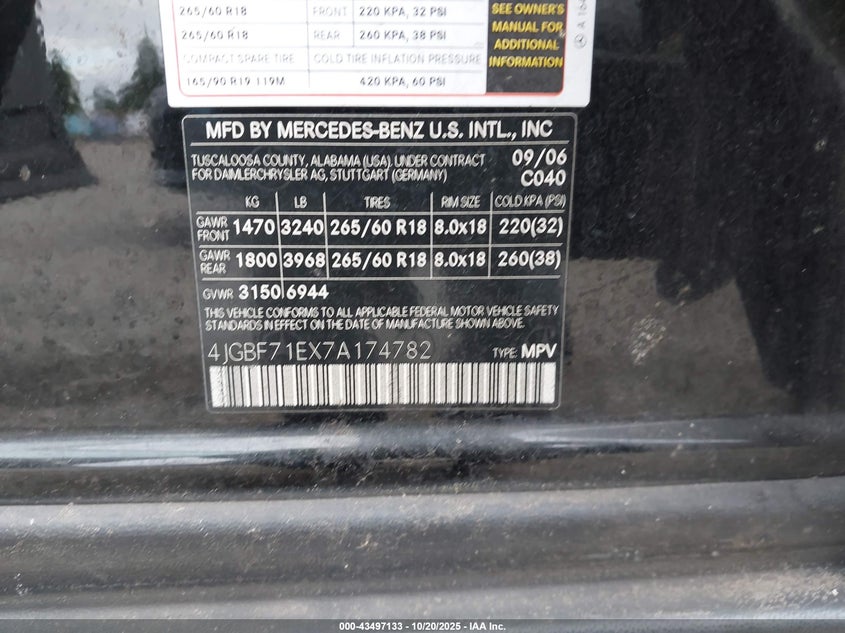 265/60 R18 FRONT 220 KPA, 32 PSI
265/60 R18 REAR 260 KPA, 38 PSI
COMPACT SPARE TIRE COLD TIRE INFLATION PRESSURE
165/90 R19 119M 420 KPA, 60 PSI
SEE OWNER'S
MANUAL FOR
ADDITIONAL
INFORMATION
MFD BY MERCEDES-BENZ U.S. INTL., INC
TUSCALOOSA COUNTY, ALABAMA (USA). UNDER CONTRACT 09/06
FOR DAIMLERCHRYSLER AG, STUTTGART (GERMANY) C040
KG LB TIRES RIM SIZE COLD KPA (PSI)
GAWR FRONT 1470 3240 265/60 R18 8.0x18 220(32)
GAWR REAR 1800 3968 265/60 R18 8.0x18 260(38)
GVWR 3150 6944
THIS VEHICLE CONFORMS TO ALL APPLICABLE FEDERAL MOTOR VEHICLE SAFETY
EFFECT IN ON THE DATE OF MANUFACTURE SHOWN ABOVE.
4JGBF71EX7A174782 TYPE: MPV
000-43497133 - 10/20/2025 - IAA Inc.